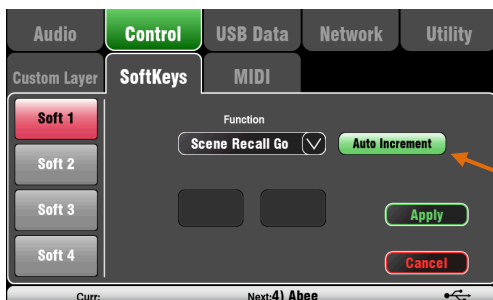 Audio Control USB Data Network Utility
Custom Layer SoftKeys MIDI
Soft 1
Function
Scene Recall Go Auto Increment
Soft 2
Soft 3
Apply
Soft 4
Cancel
Curr: Next:4) Abee